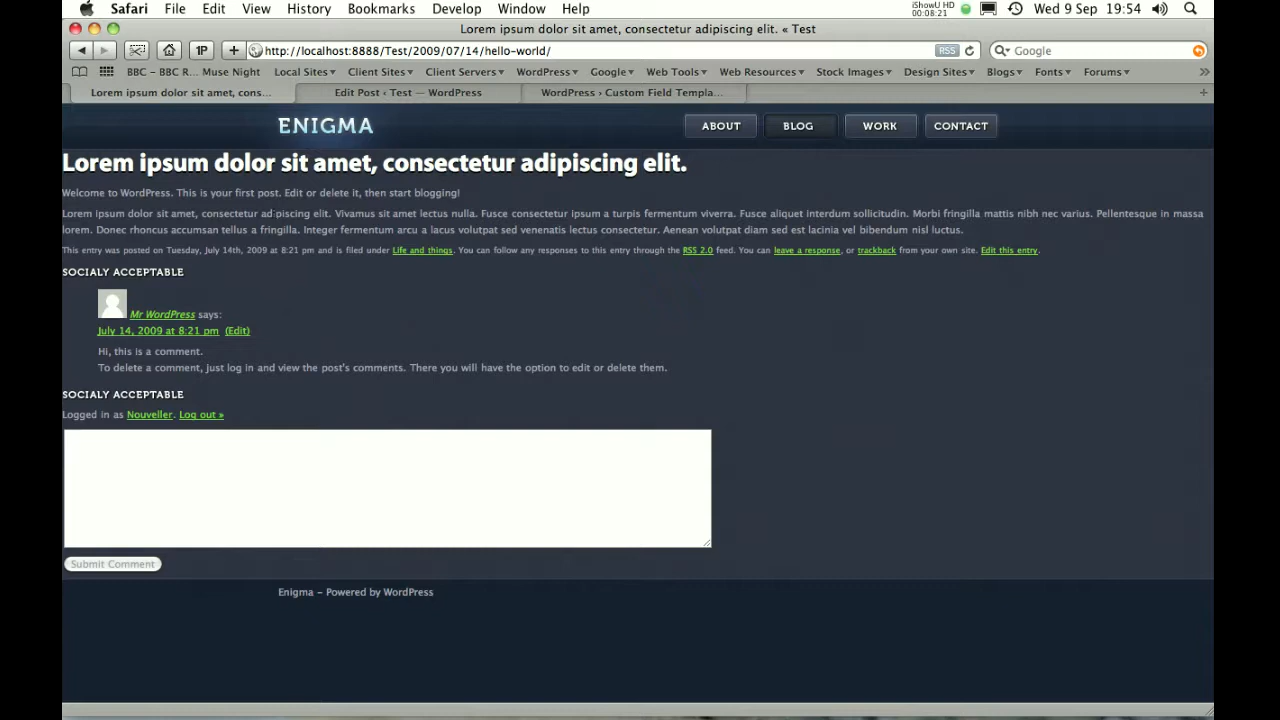 Safari File Edit View History Bookmarks Develop Window Help iShowU HD 00:08:21 Wed 9 Sep 19:54
Lorem ipsum dolor sit amet, consectetur adipiscing elit. « Test
1P + http://localhost:8888/Test/2009/07/14/hello-world/ RSS Google
BBC – BBC R... Muse Night Local Sites Client Sites Client Servers WordPress Google Web Tools Web Resources Stock Images Design Sites Blogs Fonts Forums »
Lorem ipsum dolor sit amet, cons... Edit Post ‹ Test — WordPress WordPress › Custom Field Templa... +
ENIGMA ABOUT BLOG WORK CONTACT
Lorem ipsum dolor sit amet, consectetur adipiscing elit.
Welcome to WordPress. This is your first post. Edit or delete it, then start blogging!
Lorem ipsum dolor sit amet, consectetur adipiscing elit. Vivamus sit amet lectus nulla. Fusce consectetur ipsum a turpis fermentum viverra. Fusce aliquet interdum sollicitudin. Morbi fringilla mattis nibh nec varius. Pellentesque in massa
lorem. Donec rhoncus accumsan tellus a fringilla. Integer fermentum arcu a lacus volutpat sed venenatis lectus consectetur. Aenean volutpat diam sed est lacinia vel bibendum nisl luctus.
This entry was posted on Tuesday, July 14th, 2009 at 8:21 pm and is filed under Life and things. You can follow any responses to this entry through the RSS 2.0 feed. You can leave a response, or trackback from your own site. Edit this entry.
SOCIALY ACCEPTABLE
Mr WordPress says:
July 14, 2009 at 8:21 pm (Edit)
Hi, this is a comment.
To delete a comment, just log in and view the post's comments. There you will have the option to edit or delete them.
SOCIALY ACCEPTABLE
Logged in as Nouveller. Log out »
Submit Comment
Enigma – Powered by WordPress